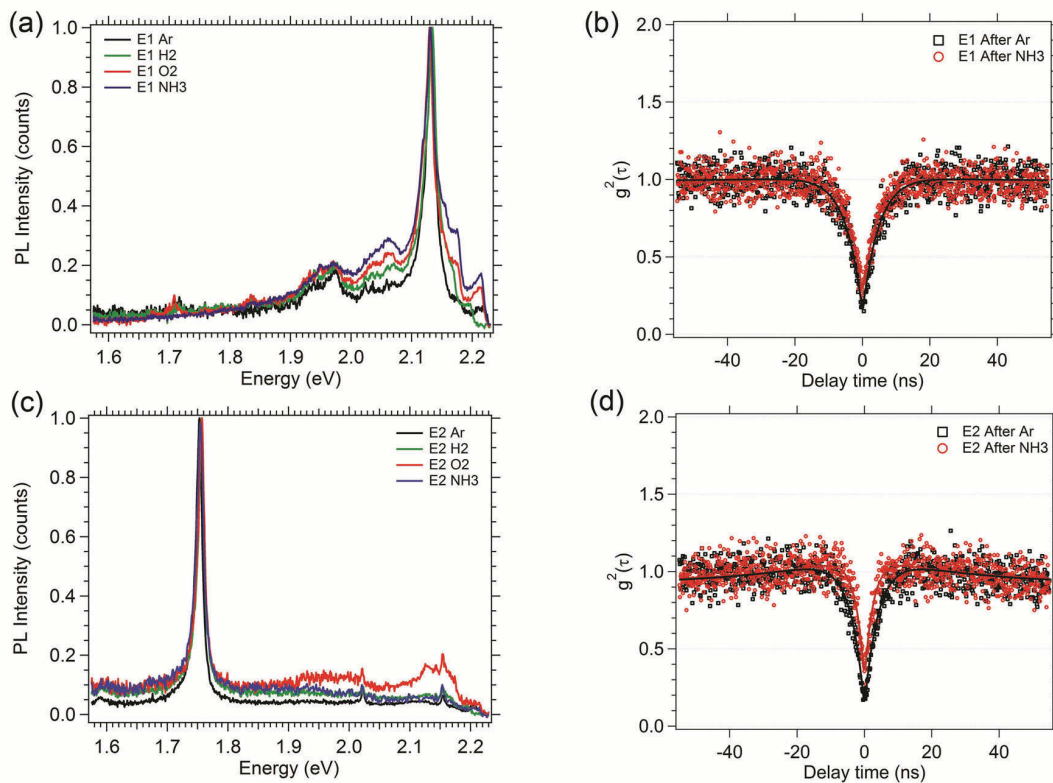 (a)
1.0
0.8
0.6
0.4
0.2
0.0
PL Intensity (counts)
E1 Ar
E1 H2
E1 O2
E1 NH3
1.6 1.7 1.8 1.9 2.0 2.1 2.2
Energy (eV)
(b)
2.0
1.5
1.0
0.5
0.0
g²(τ)
E1 After Ar
E1 After NH3
-40 -20 0 20 40
Delay time (ns)
(c)
1.0
0.8
0.6
0.4
0.2
0.0
PL Intensity (counts)
E2 Ar
E2 H2
E2 O2
E2 NH3
1.6 1.7 1.8 1.9 2.0 2.1 2.2
Energy (eV)
(d)
2.0
1.5
1.0
0.5
0.0
g²(τ)
E2 After Ar
E2 After NH3
-40 -20 0 20 40
Delay time (ns)